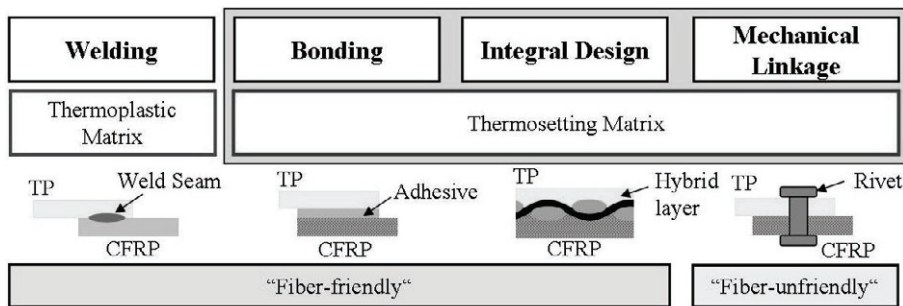 Welding
Bonding
Integral Design
Mechanical
Linkage
Thermoplastic
Matrix
Thermosetting Matrix
TP
Weld Seam
CFRP
TP
Adhesive
CFRP
TP
Hybrid
layer
CFRP
TP
Rivet
CFRP
“Fiber-friendly“
“Fiber-unfriendly“